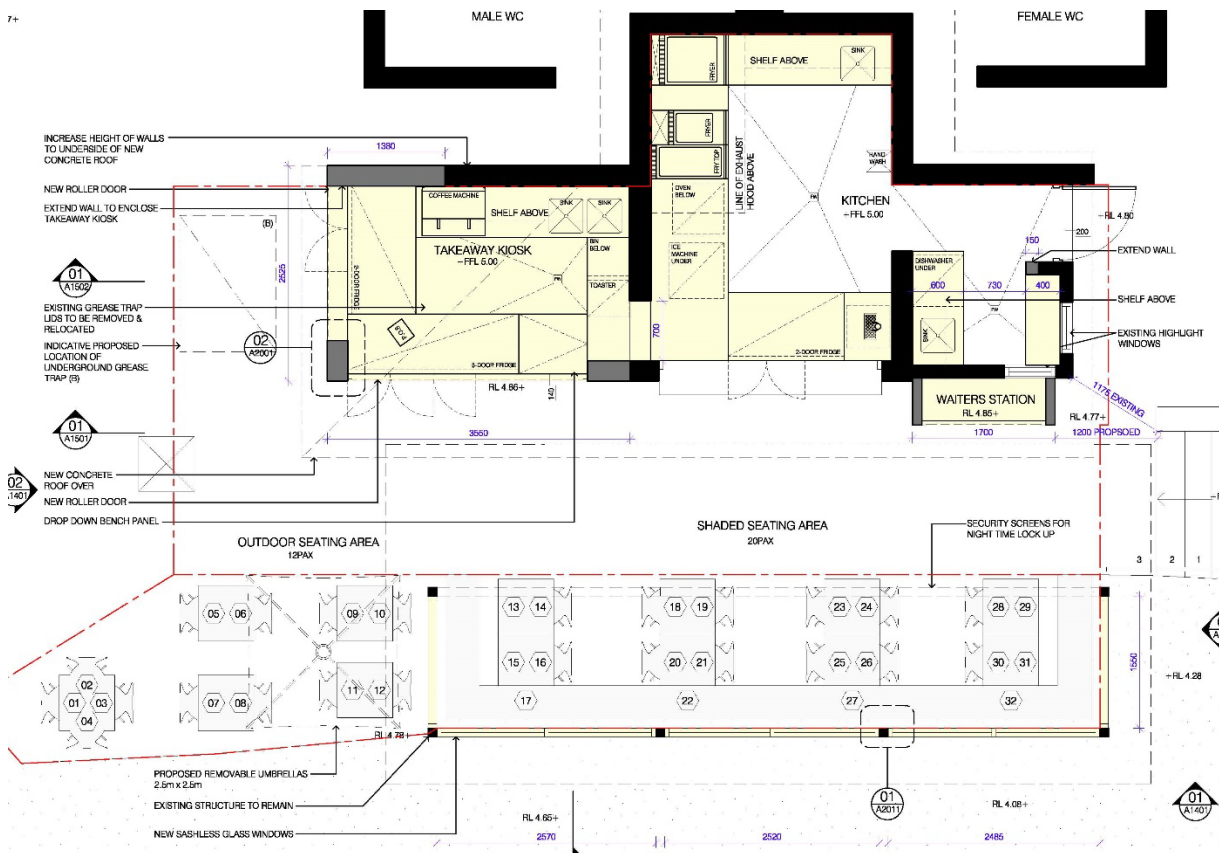 7+
MALE WC
FEMALE WC
INCREASE HEIGHT OF WALLS
TO UNDERSIDE OF NEW
CONCRETE ROOF
NEW ROLLER DOOR
EXTEND WALL TO ENCLOSE
TAKEAWAY KIOSK
01
A1502
EXISTING GREASE TRAP
LIDS TO BE REMOVED &
RELOCATED
INDICATIVE PROPOSED
LOCATION OF
UNDERGROUND GREASE
TRAP (B)
01
A1501
NEW CONCRETE
ROOF OVER
02
A1401
NEW ROLLER DOOR
DROP DOWN BENCH PANEL
(B)
02
A2001
1380
2525
COFFEE MACHINE
SHELF ABOVE
SINK
SINK
TAKEAWAY KIOSK
-FFL 5.00
BIN
BELOW
TOASTER
2-DOOR FRIDGE
FW
P.O.S
3-DOOR FRIDGE
RL 4.86+
140
3550
700
FRYER
SHELF ABOVE
SINK
FRYER
FRY TOP
OVEN
BELOW
ICE
MACHINE
UNDER
LINE OF EXHAUST
HOOD ABOVE
HAND
WASH
FW
KITCHEN
-FFL 5.00
2-DOOR FRIDGE
+RL 4.80
200
150
EXTEND WALL
DISHWASHER
UNDER
600
730
400
SHELF ABOVE
SINK
FW
EXISTING HIGHLIGHT
WINDOWS
WAITERS STATION
RL 4.85+
RL 4.77+
1175 EXISTING
1700
1200 PROPSOED
OUTDOOR SEATING AREA
12PAX
SHADED SEATING AREA
20PAX
SECURITY SCREENS FOR
NIGHT TIME LOCK UP
3
2
1
05
06
09
10
13
14
18
19
23
24
28
29
02
01
03
04
07
08
11
12
15
16
20
21
25
26
30
31
17
22
27
32
1550
+RL 4.28
RL 4.78+
PROPOSED REMOVABLE UMBRELLAS
2.5m x 2.5m
EXISTING STRUCTURE TO REMAIN
NEW SASHLESS GLASS WINDOWS
RL 4.65+
01
A2011
RL 4.08+
01
A1401
2570
2520
2485